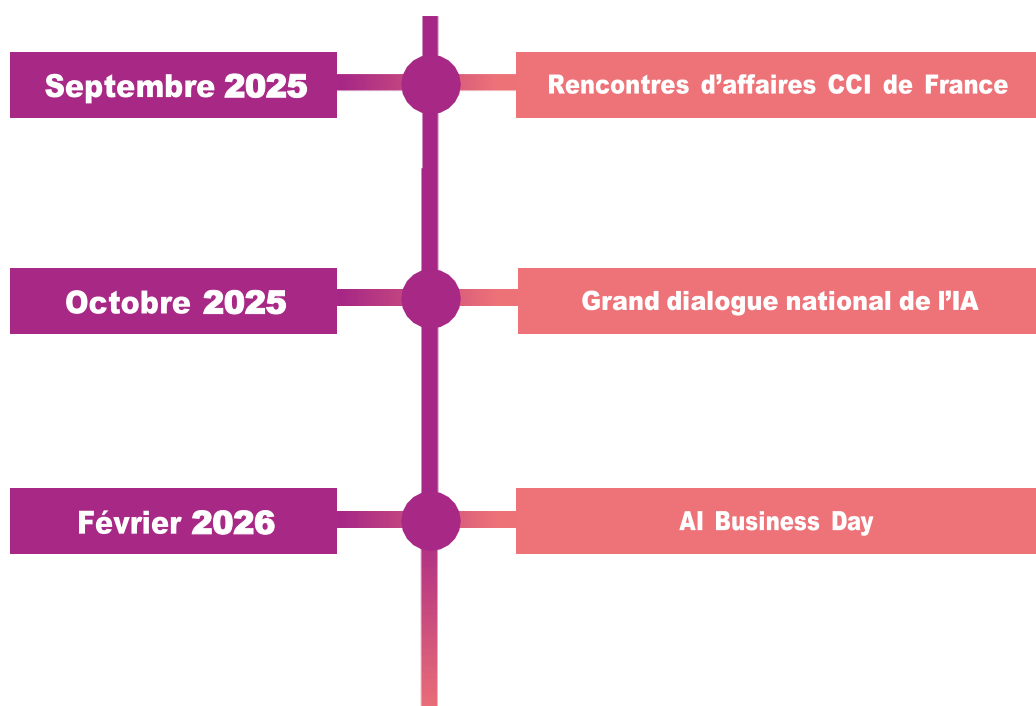 Septembre 2025
Rencontres d'affaires CCI de France
Octobre 2025
Grand dialogue national de l'IA
Février 2026
AI Business Day